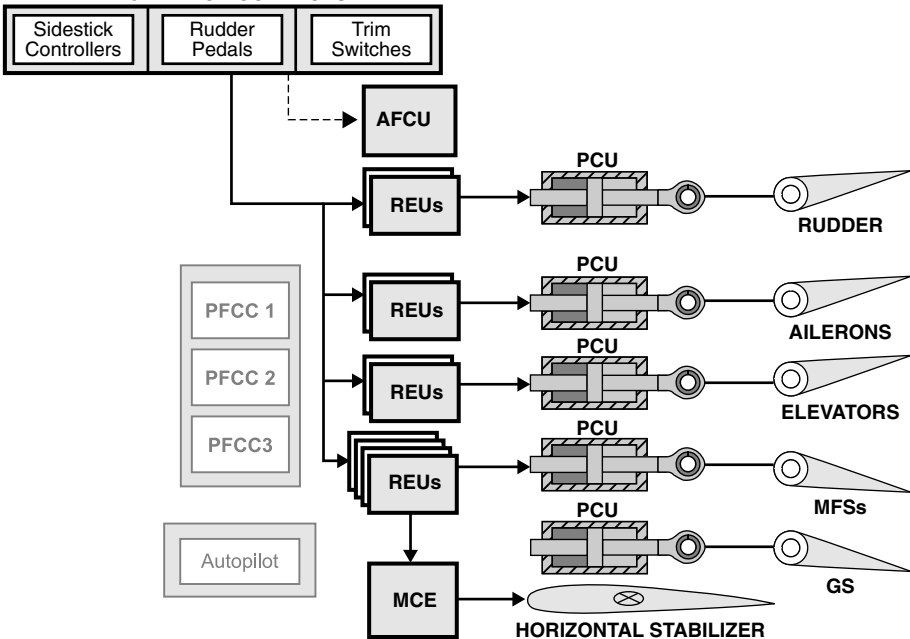 Sidestick
Controllers
Rudder
Pedals
Trim
Switches
AFCU
PCU
REUs
RUDDER
PCU
PFCC 1
REUs
AILERONS
PCU
PFCC 2
REUs
ELEVATORS
PCU
PFCC3
REUs
MFSs
PCU
Autopilot
GS
MCE
HORIZONTAL STABILIZER